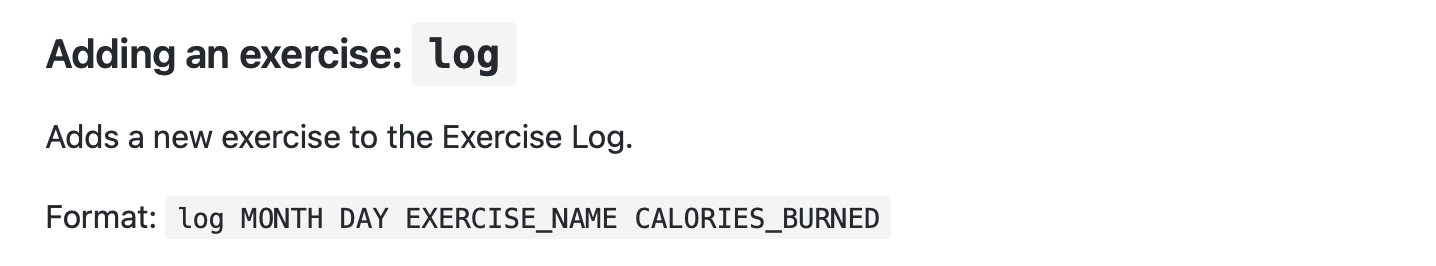 Adding an exercise: log
Adds a new exercise to the Exercise Log.
Format: log MONTH DAY EXERCISE_NAME CALORIES_BURNED